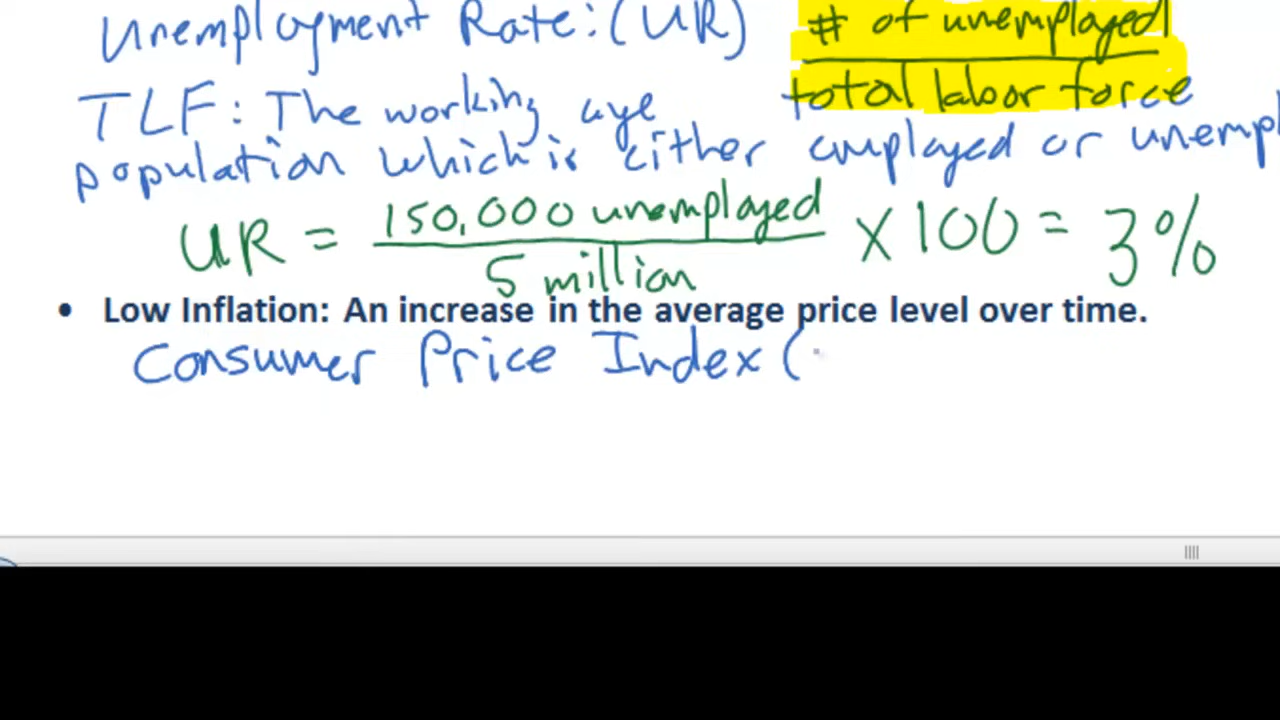 Unemployment Rate: (UR) # of unemployed
total labor force
TLF: The working age
population which is either employed or unempl
UR = 150,000 unemployed / 5 million x 100 = 3%
• Low Inflation: An increase in the average price level over time.
Consumer Price Index (